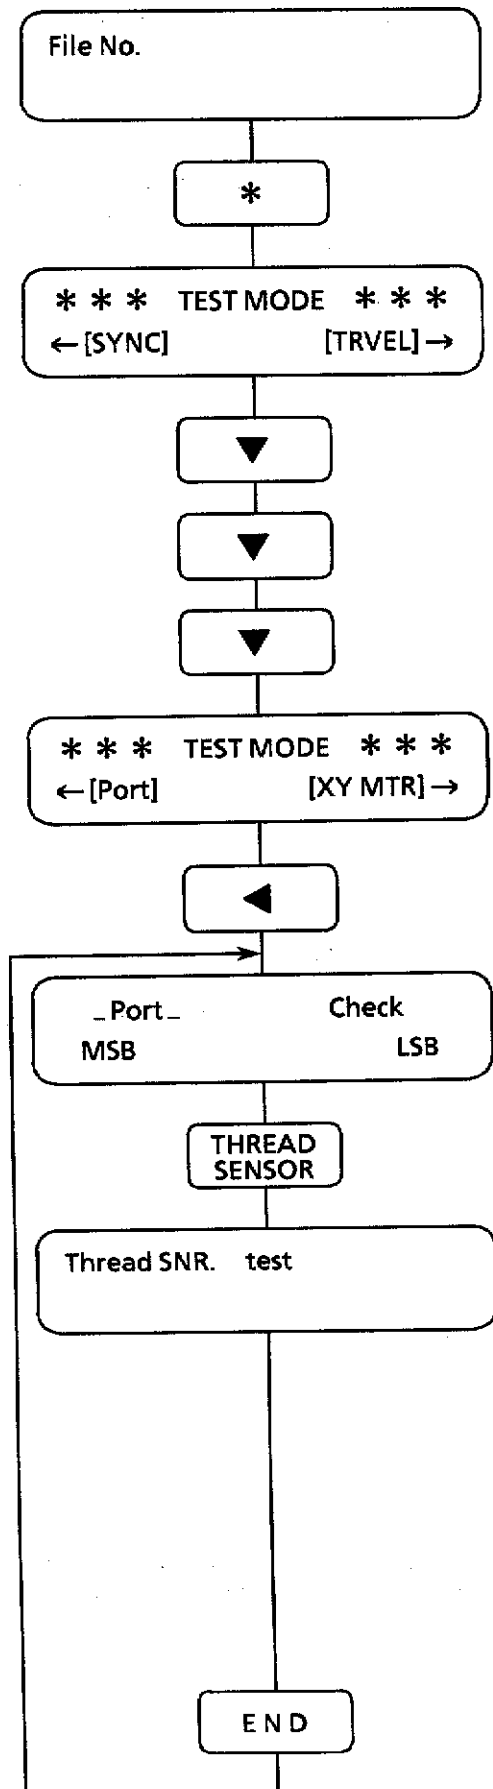 File No.
*
* * * TEST MODE * * *
←[SYNC] [TRVEL]→
▼
▼
▼
* * * TEST MODE * * *
←[Port] [XY MTR]→
◀
_Port_ Check
MSB LSB
THREAD
SENSOR
Thread SNR. test
END